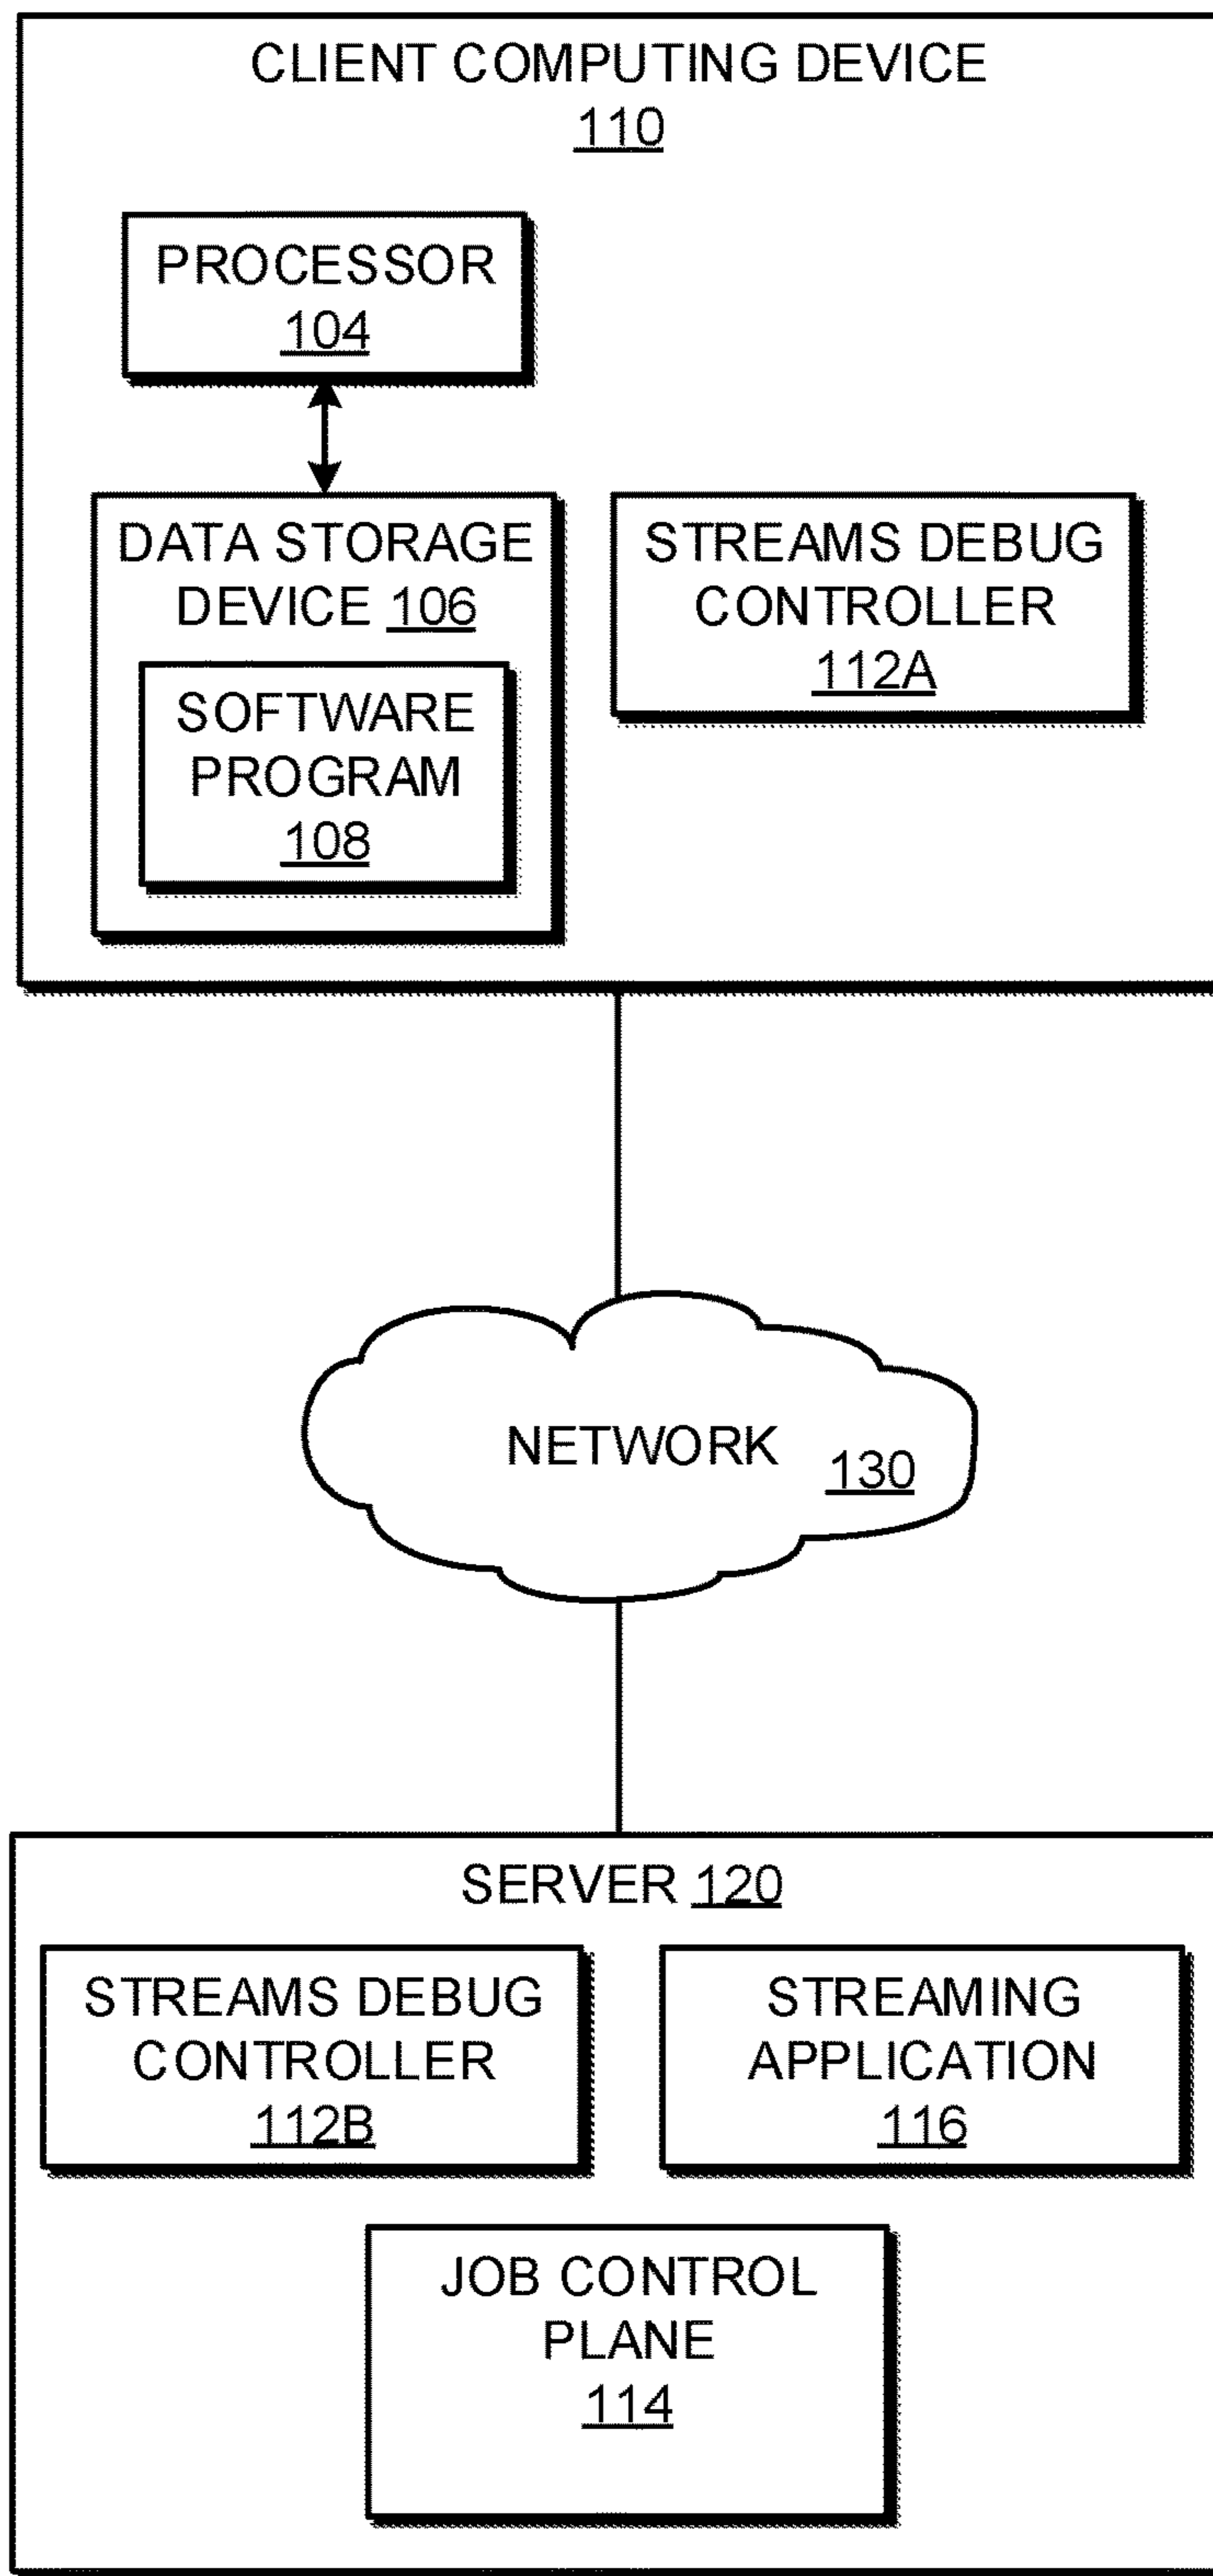 CLIENT COMPUTING DEVICE
110
PROCESSOR
104
DATA STORAGE
DEVICE 106
SOFTWARE
PROGRAM
108
STREAMS DEBUG
CONTROLLER
112A
NETWORK 130
SERVER 120
STREAMS DEBUG
CONTROLLER
112B
STREAMING
APPLICATION
116
JOB CONTROL
PLANE
114